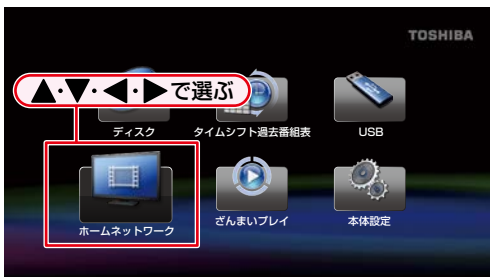 TOSHIBA
▲・▼・◀・▶で選ぶ
ディスク
タイムシフト過去番組表
USB
ホームネットワーク
ざんまいプレイ
本体設定